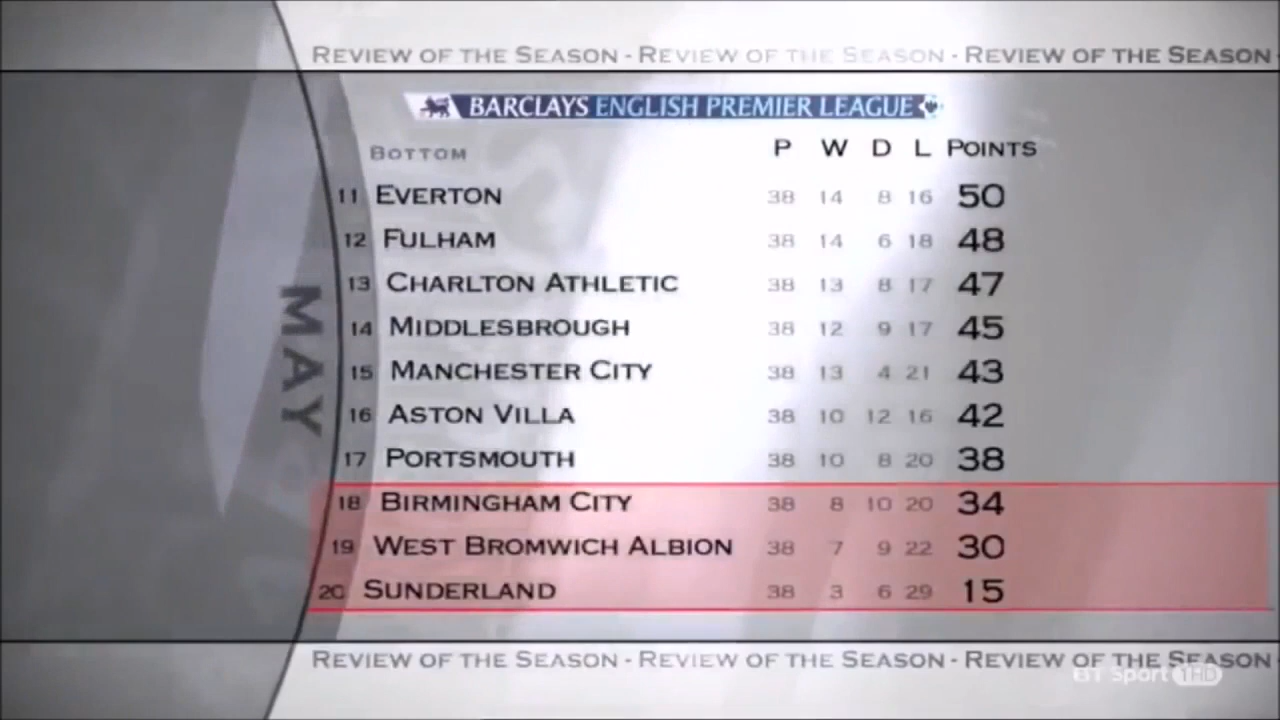 REVIEW OF THE SEASON - REVIEW OF THE SEASON - REVIEW OF THE SEASON
BARCLAYS ENGLISH PREMIER LEAGUE
BOTTOM P W D L POINTS
11 EVERTON 38 14 8 16 50
12 FULHAM 38 14 6 18 48
13 CHARLTON ATHLETIC 38 13 8 17 47
14 MIDDLESBROUGH 38 12 9 17 45
15 MANCHESTER CITY 38 13 4 21 43
16 ASTON VILLA 38 10 12 16 42
17 PORTSMOUTH 38 10 8 20 38
18 BIRMINGHAM CITY 38 8 10 20 34
19 WEST BROMWICH ALBION 38 7 9 22 30
20 SUNDERLAND 38 3 6 29 15
MAY
REVIEW OF THE SEASON - REVIEW OF THE SEASON - REVIEW OF THE SEASON
BT Sport 1HD